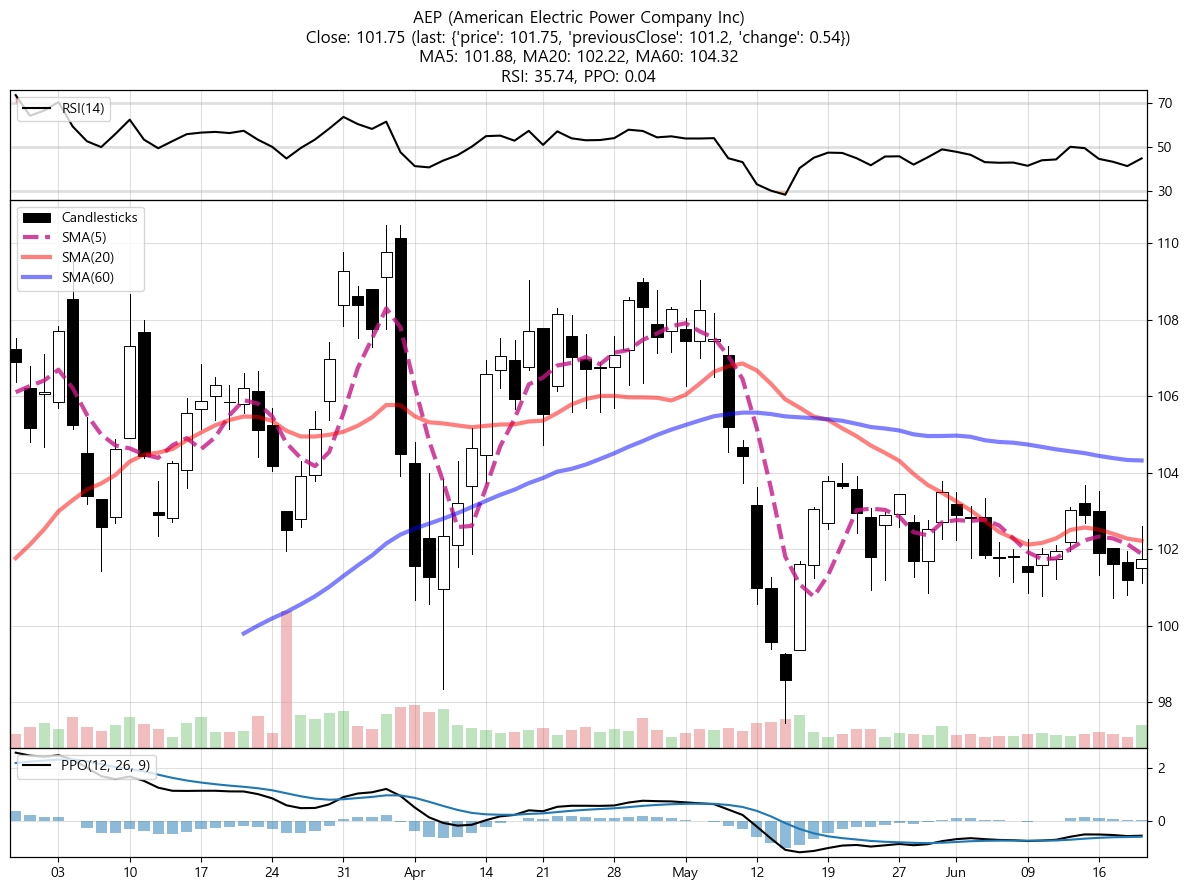 AEP (American Electric Power Company Inc)
Close: 101.75 (last: {'price': 101.75, 'previousClose': 101.2, 'change': 0.54})
MA5: 101.88, MA20: 102.22, MA60: 104.32
RSI: 35.74, PPO: 0.04
RSI(14)
70
50
30
Candlesticks
SMA(5)
SMA(20)
SMA(60)
110
108
106
104
102
100
98
PPO(12, 26, 9)
2
0
03 10 17 24 31 Apr 14 21 28 May 12 19 27 Jun 09 16